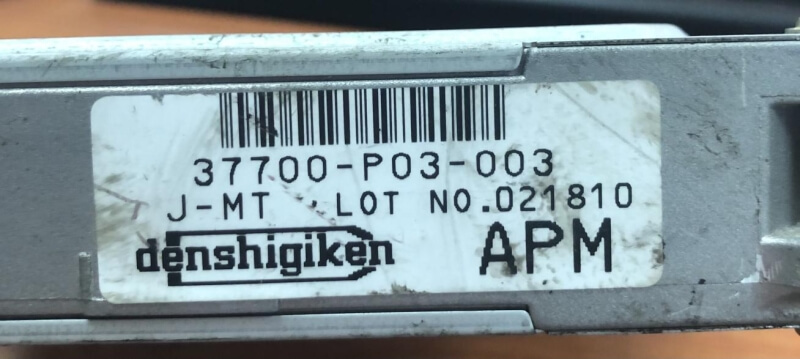 37700-P03-003
J-MT LOT NO.021810
denshigiken APM